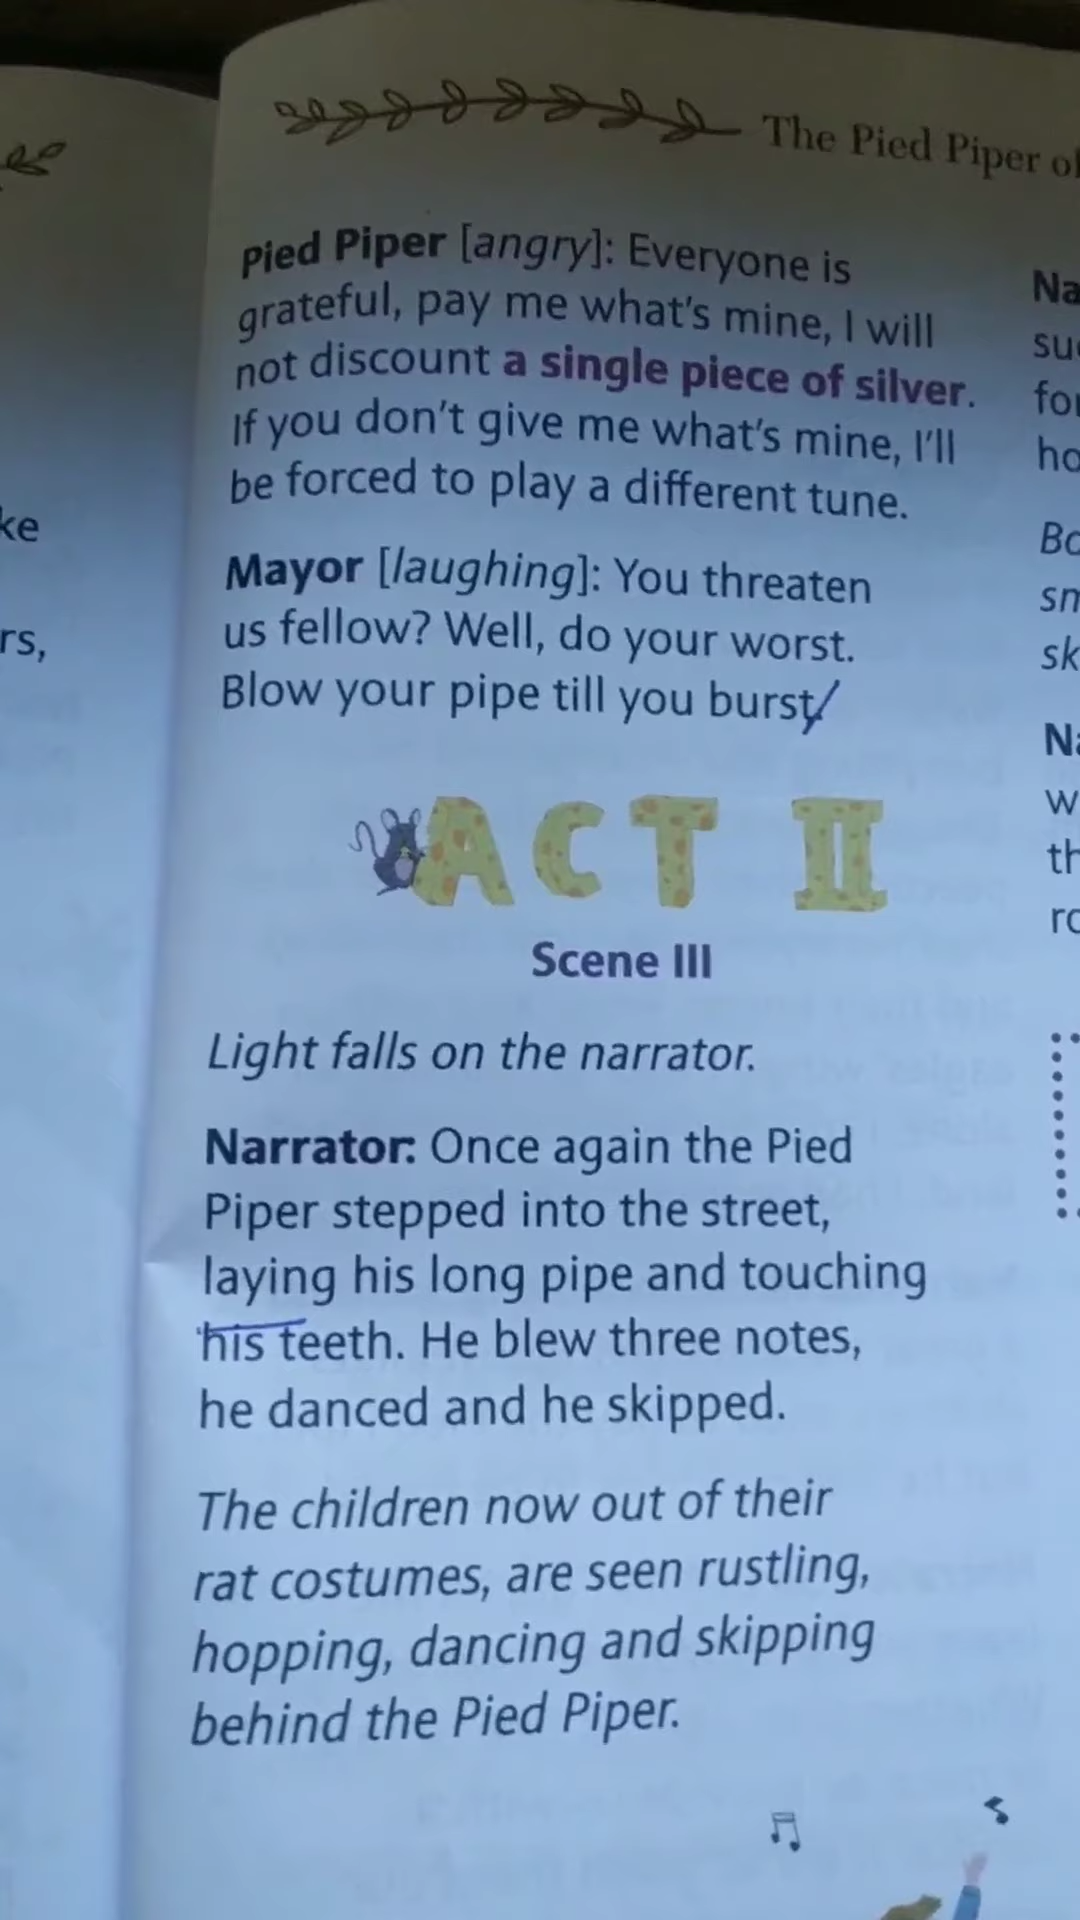 The Pied Piper of
Pied Piper [angry]: Everyone is
grateful, pay me what's mine, I will
not discount a single piece of silver.
If you don't give me what's mine, I'll
be forced to play a different tune.
Mayor [laughing]: You threaten
us fellow? Well, do your worst.
Blow your pipe till you burst
ACT II
Scene III
Light falls on the narrator.
Narrator: Once again the Pied
Piper stepped into the street,
laying his long pipe and touching
his teeth. He blew three notes,
he danced and he skipped.
The children now out of their
rat costumes, are seen rustling,
hopping, dancing and skipping
behind the Pied Piper.